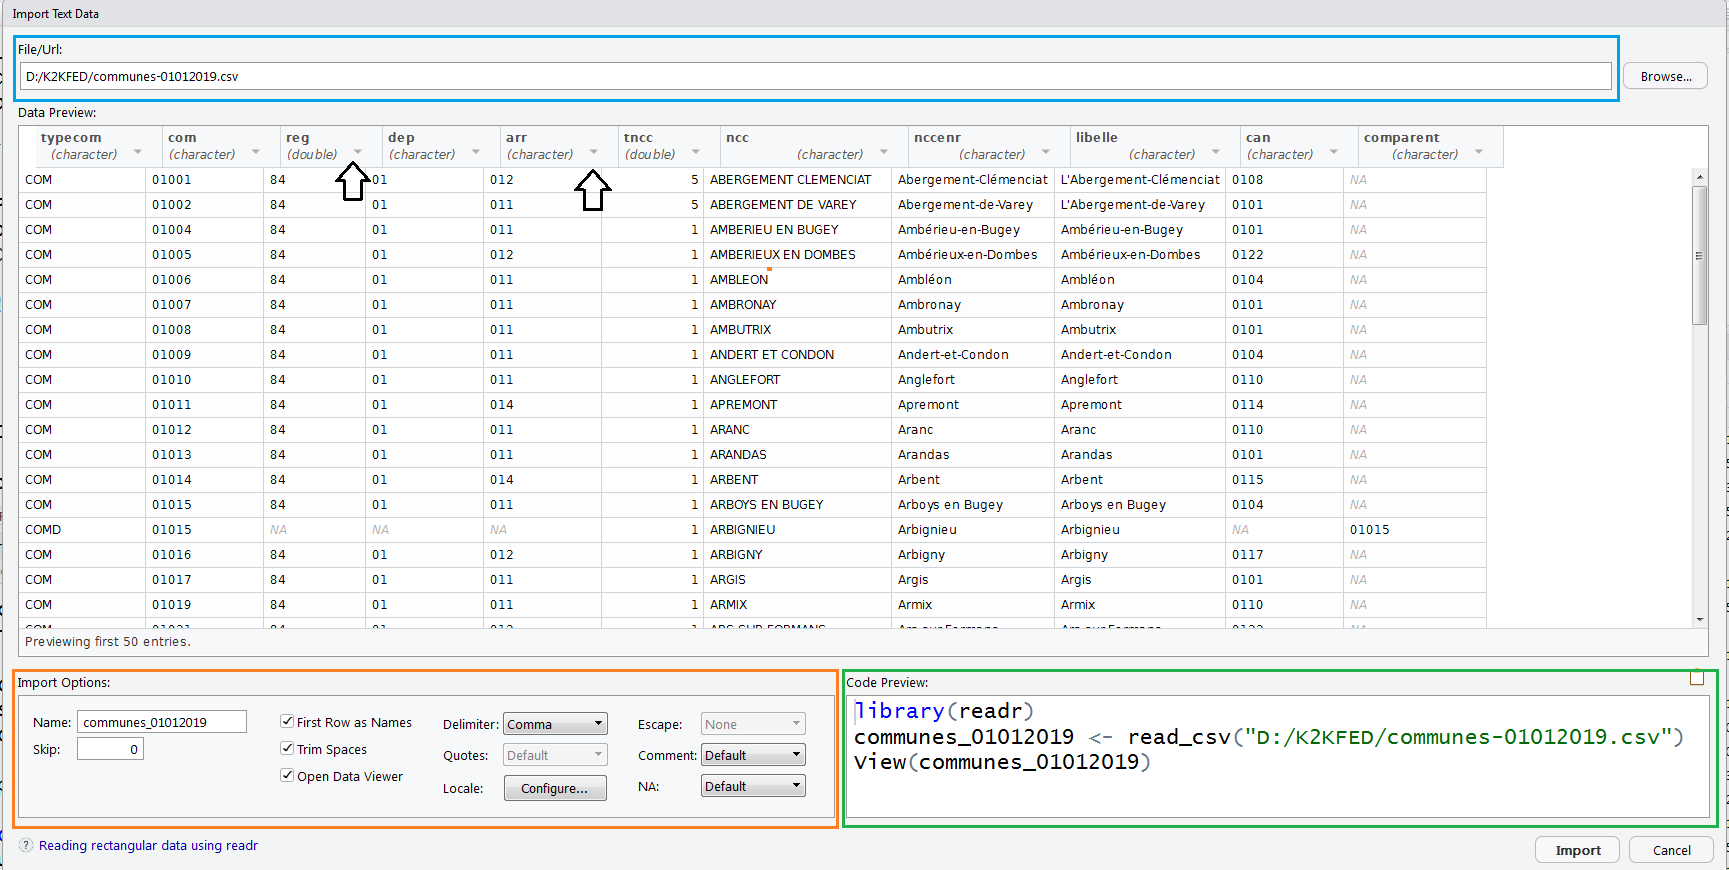 Import Text Data
File/Url:
D:/K2KFED/communes-01012019.csv
Browse...
Data Preview:
typecom com reg dep arr tncc ncc nccenr libelle can comparent
(character) (character) (double) (character) (character) (double) (character) (character) (character) (character) (character)
COM 01001 84 01 012 5 ABERGEMENT CLEMENCIAT Abergement-Clémenciat L'Abergement-Clémenciat 0108 NA
COM 01002 84 01 011 5 ABERGEMENT DE VAREY Abergement-de-Varey L'Abergement-de-Varey 0101 NA
COM 01004 84 01 011 1 AMBERIEU EN BUGEY Ambérieu-en-Bugey Ambérieu-en-Bugey 0101 NA
COM 01005 84 01 012 1 AMBERIEUX EN DOMBES Ambérieux-en-Dombes Ambérieux-en-Dombes 0122 NA
COM 01006 84 01 011 1 AMBLEON Ambléon Ambléon 0104 NA
COM 01007 84 01 011 1 AMBRONAY Ambronay Ambronay 0101 NA
COM 01008 84 01 011 1 AMBUTRIX Ambutrix Ambutrix 0101 NA
COM 01009 84 01 011 1 ANDERT ET CONDON Andert-et-Condon Andert-et-Condon 0104 NA
COM 01010 84 01 011 1 ANGLEFORT Anglefort Anglefort 0110 NA
COM 01011 84 01 014 1 APREMONT Apremont Apremont 0114 NA
COM 01012 84 01 011 1 ARANC Aranc Aranc 0110 NA
COM 01013 84 01 011 1 ARANDAS Arandas Arandas 0101 NA
COM 01014 84 01 014 1 ARBENT Arbent Arbent 0115 NA
COM 01015 84 01 011 1 ARBOYS EN BUGEY Arboys en Bugey Arboys en Bugey 0104 NA
COMD 01015 NA NA NA 1 ARBIGNIEU Arbignieu Arbignieu NA 01015
COM 01016 84 01 012 1 ARBIGNY Arbigny Arbigny 0117 NA
COM 01017 84 01 011 1 ARGIS Argis Argis 0101 NA
COM 01019 84 01 011 1 ARMIX Armix Armix 0110 NA
Previewing first 50 entries.
Import Options:
Name: communes_01012019
Skip: 0
First Row as Names
Trim Spaces
Open Data Viewer
Delimiter: Comma
Quotes: Default
Locale: Configure...
Escape: None
Comment: Default
NA: Default
Code Preview:
library(readr)
communes_01012019 <- read_csv("D:/K2KFED/communes-01012019.csv")
View(communes_01012019)
? Reading rectangular data using readr
Import Cancel